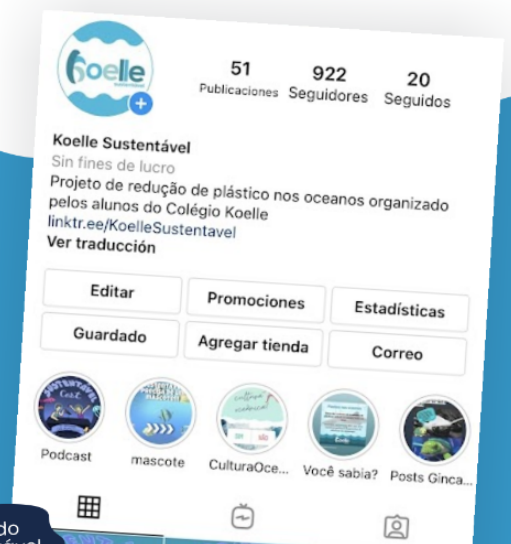 Koelle
sustentável
51 922 20
Publicaciones Seguidores Seguidos
Koelle Sustentável
Sin fines de lucro
Projeto de redução de plástico nos oceanos organizado
pelos alunos do Colégio Koelle
linktr.ee/KoelleSustentavel
Ver traducción
Editar Promociones Estadísticas
Guardado Agregar tienda Correo
Podcast mascote CulturaOce... Você sabia? Posts Ginca...
do